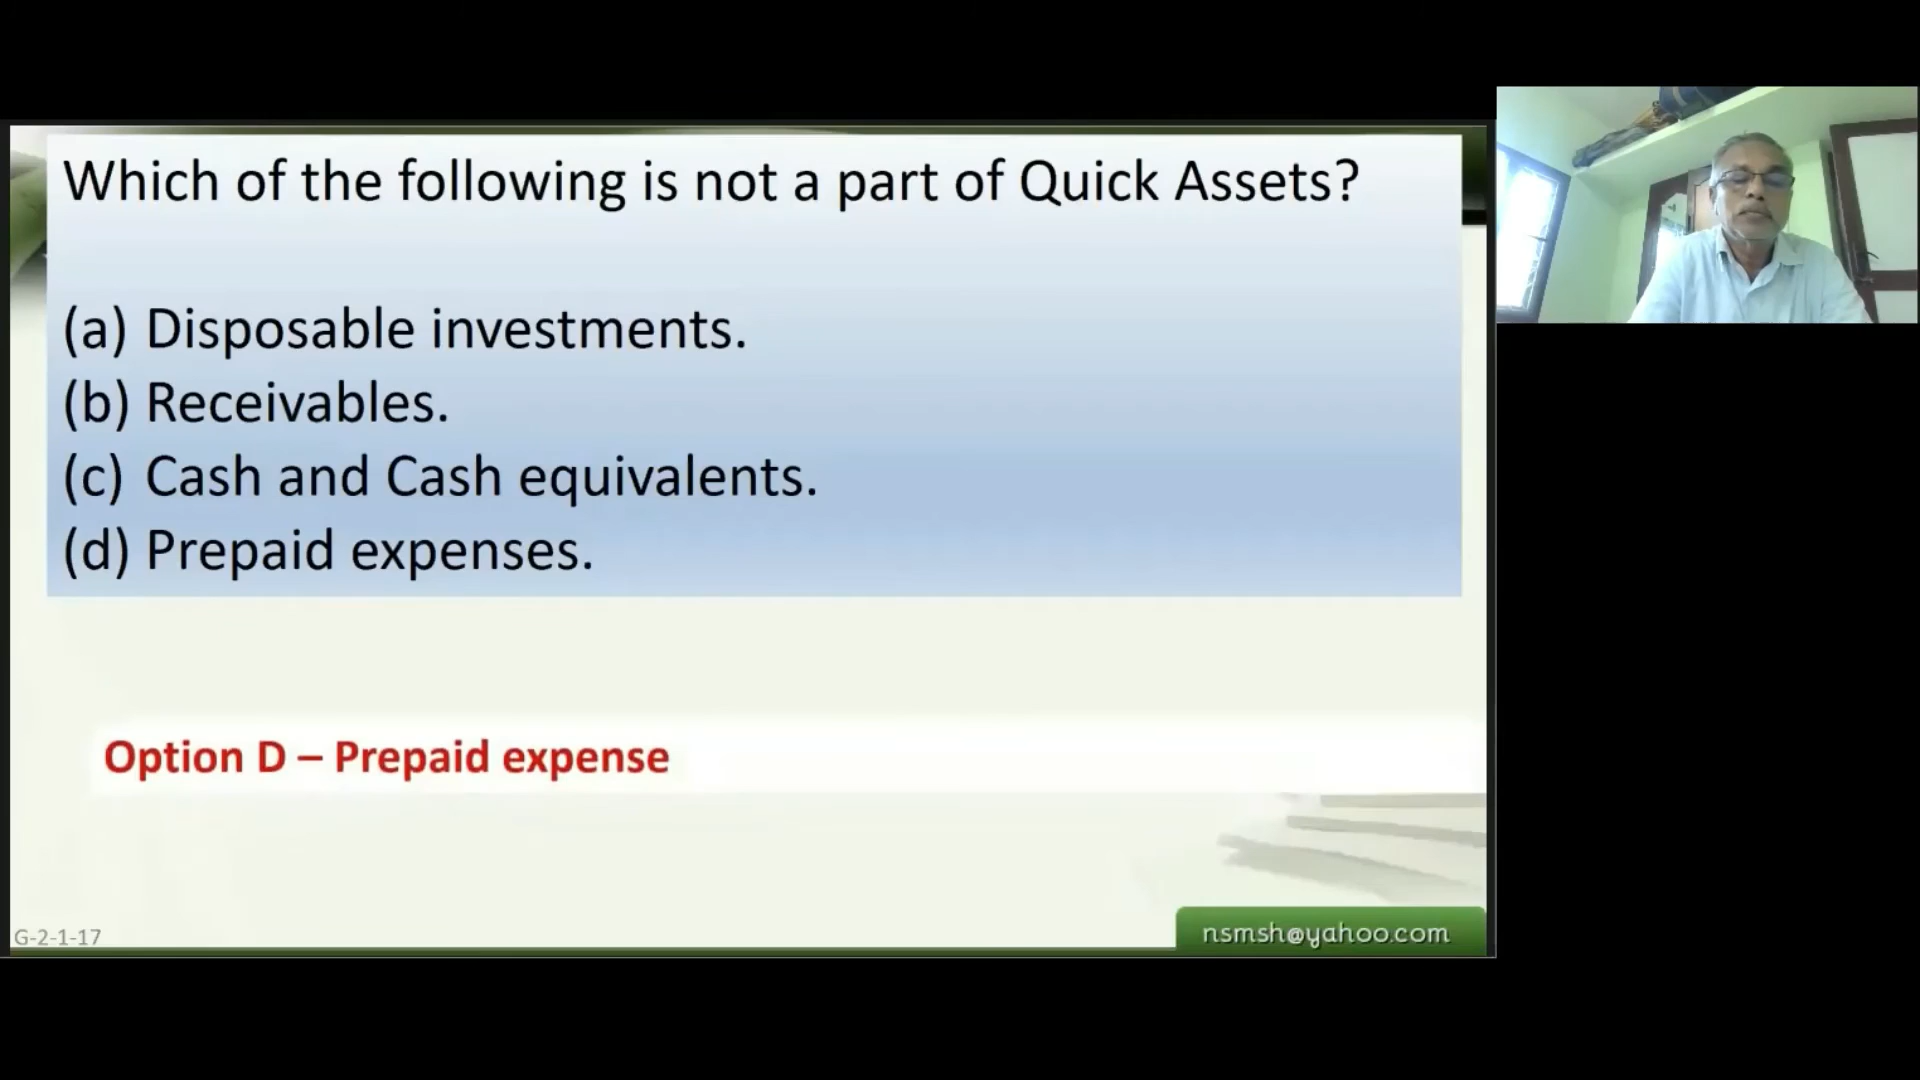 Which of the following is not a part of Quick Assets?
(a) Disposable investments.
(b) Receivables.
(c) Cash and Cash equivalents.
(d) Prepaid expenses.
Option D – Prepaid expense
G-2-1-17
nsmsh@yahoo.com